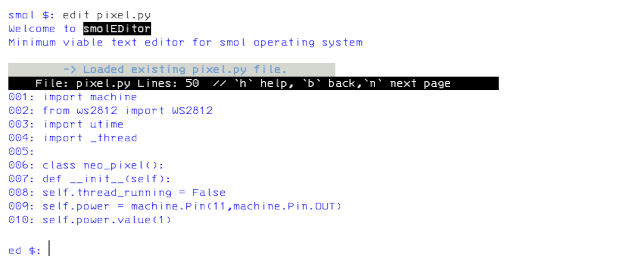 smol $: edit pixel.py
Welcome to smolEDitor
Minimum viable text editor for smol operating system
-> Loaded existing pixel.py file.
File: pixel.py Lines: 50 // `h` help, `b` back,`n` next page
001: import machine
002: from ws2812 import WS2812
003: import utime
004: import _thread
005:
006: class neo_pixel():
007: def __init__(self):
008: self.thread_running = False
009: self.power = machine.Pin(11,machine.Pin.OUT)
010: self.power.value(1)
ed $: